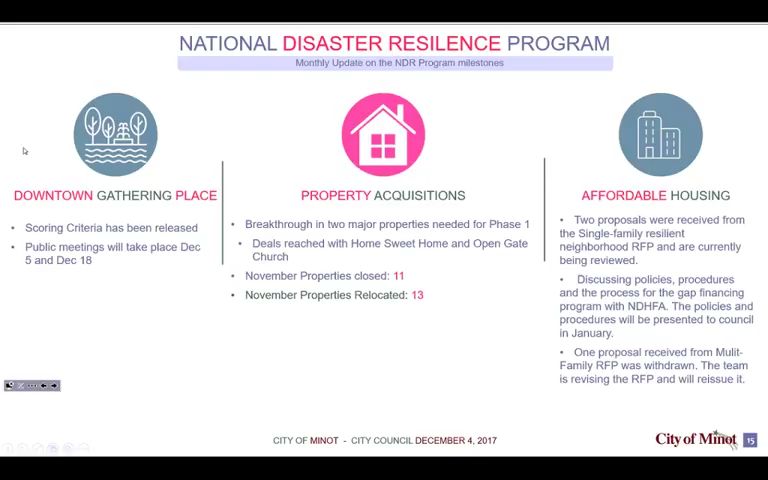 NATIONAL DISASTER RESILENCE PROGRAM
Monthly Update on the NDR Program milestones
DOWNTOWN GATHERING PLACE
• Scoring Criteria has been released
• Public meetings will take place Dec
5 and Dec 18
PROPERTY ACQUISITIONS
• Breakthrough in two major properties needed for Phase 1
• Deals reached with Home Sweet Home and Open Gate
Church
• November Properties closed: 11
• November Properties Relocated: 13
AFFORDABLE HOUSING
• Two proposals were received from
the Single-family resilient
neighborhood RFP and are currently
being reviewed.
• Discussing policies, procedures
and the process for the gap financing
program with NDHFA. The policies and
procedures will be presented to council
in January.
• One proposal received from Mulit-
Family RFP was withdrawn. The team
is revising the RFP and will reissue it.
CITY OF MINOT - CITY COUNCIL DECEMBER 4, 2017
City of Minot
15